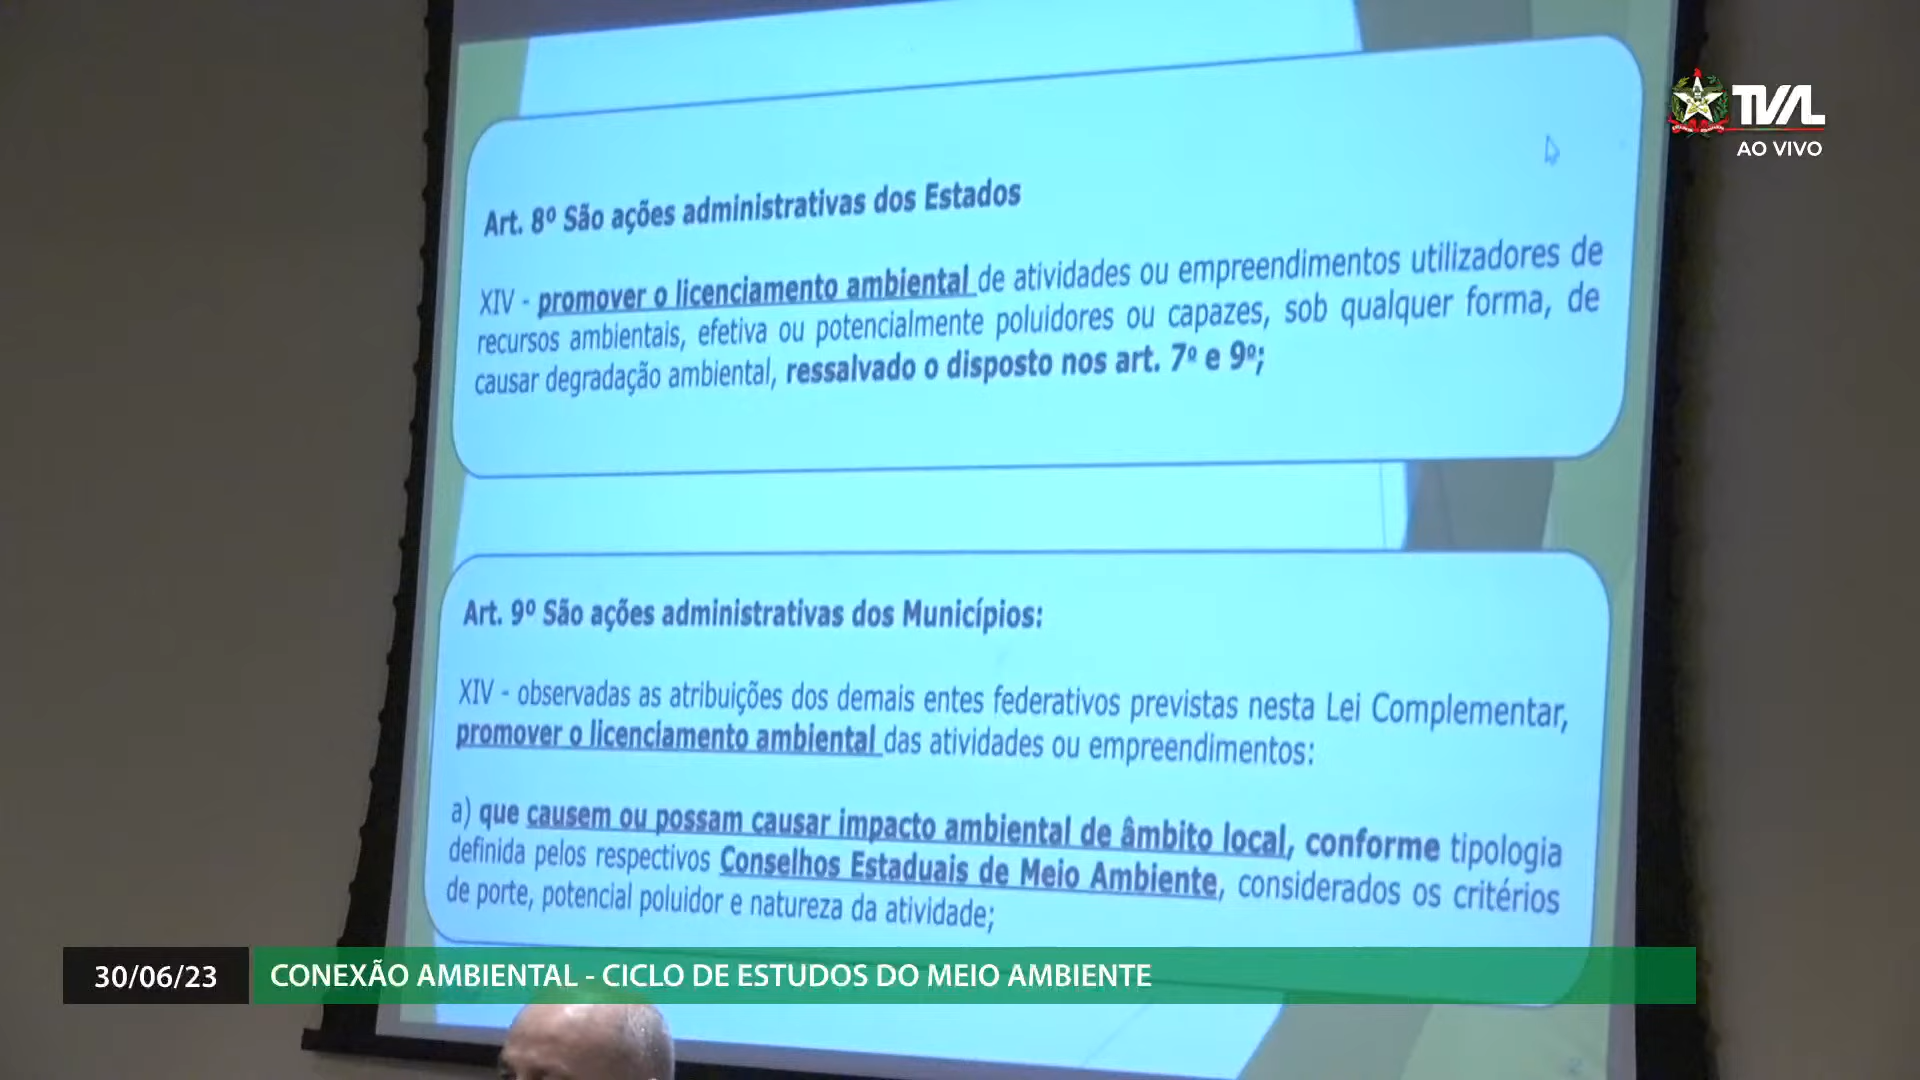 TVAL
AO VIVO
Art. 8º São ações administrativas dos Estados
XIV - promover o licenciamento ambiental de atividades ou empreendimentos utilizadores de
recursos ambientais, efetiva ou potencialmente poluidores ou capazes, sob qualquer forma, de
causar degradação ambiental, ressalvado o disposto nos art. 7º e 9º;
Art. 9º São ações administrativas dos Municípios:
XIV - observadas as atribuições dos demais entes federativos previstas nesta Lei Complementar,
promover o licenciamento ambiental das atividades ou empreendimentos:
a) que causem ou possam causar impacto ambiental de âmbito local, conforme tipologia
definida pelos respectivos Conselhos Estaduais de Meio Ambiente, considerados os critérios
de porte, potencial poluidor e natureza da atividade;
30/06/23
CONEXÃO AMBIENTAL - CICLO DE ESTUDOS DO MEIO AMBIENTE